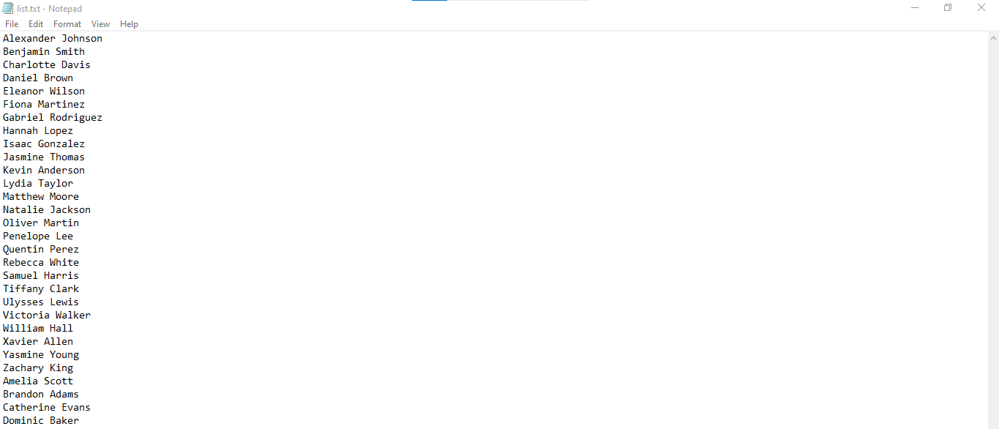 list.txt - Notepad
File Edit Format View Help
Alexander Johnson
Benjamin Smith
Charlotte Davis
Daniel Brown
Eleanor Wilson
Fiona Martinez
Gabriel Rodriguez
Hannah Lopez
Isaac Gonzalez
Jasmine Thomas
Kevin Anderson
Lydia Taylor
Matthew Moore
Natalie Jackson
Oliver Martin
Penelope Lee
Quentin Perez
Rebecca White
Samuel Harris
Tiffany Clark
Ulysses Lewis
Victoria Walker
William Hall
Xavier Allen
Yasmine Young
Zachary King
Amelia Scott
Brandon Adams
Catherine Evans
Dominic Baker